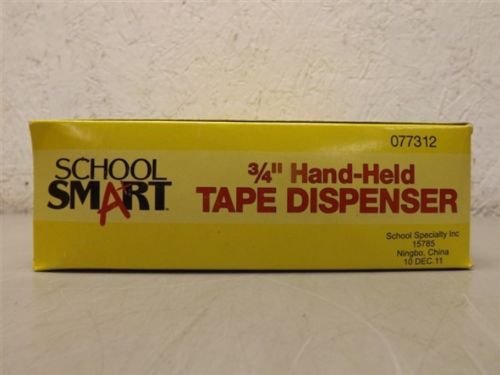 077312
SCHOOL
SMART
3/4" Hand-Held
TAPE DISPENSER
School Specialty Inc
15785
Ningbo, China
10 DEC.11